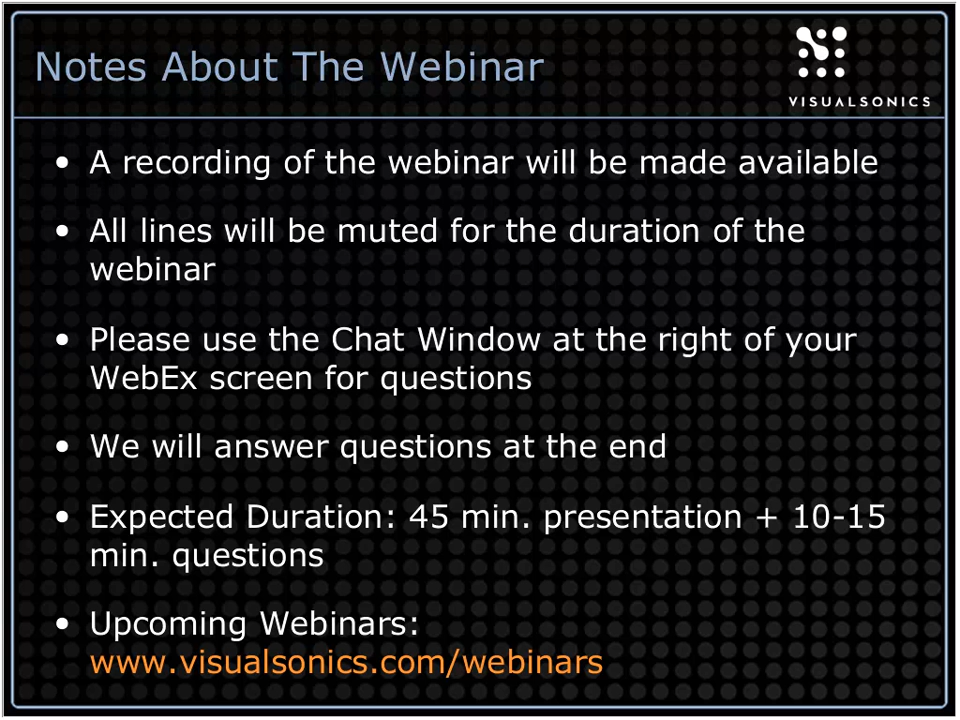 Notes About The Webinar
VISUALSONICS
• A recording of the webinar will be made available
• All lines will be muted for the duration of the
webinar
• Please use the Chat Window at the right of your
WebEx screen for questions
• We will answer questions at the end
• Expected Duration: 45 min. presentation + 10-15
min. questions
• Upcoming Webinars:
www.visualsonics.com/webinars